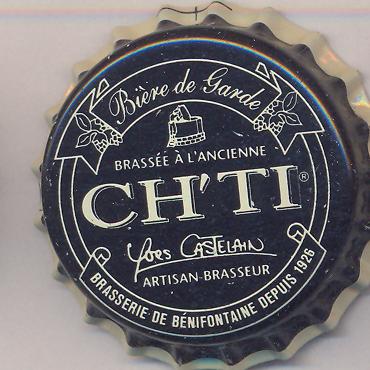 Bière de Garde
BRASSÉE À L'ANCIENNE
CH'TI®
Yves CASTELAIN
ARTISAN-BRASSEUR
BRASSERIE DE BÉNIFONTAINE DEPUIS 1926